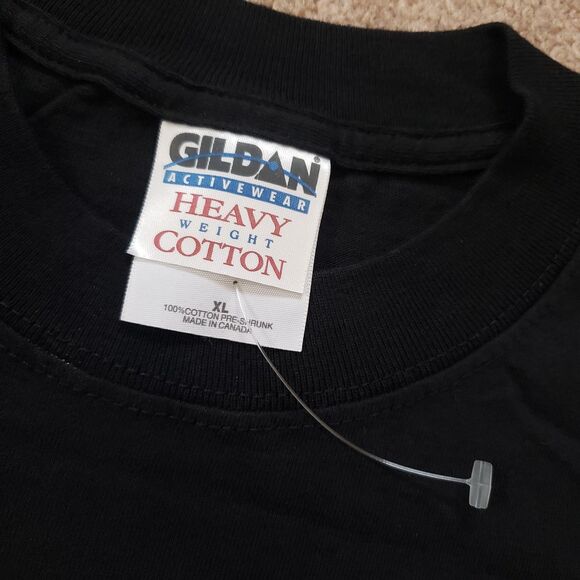 GILDAN®
ACTIVEWEAR
HEAVY
WEIGHT
COTTON
XL
100%COTTON PRE-SHRUNK
MADE IN CANADA